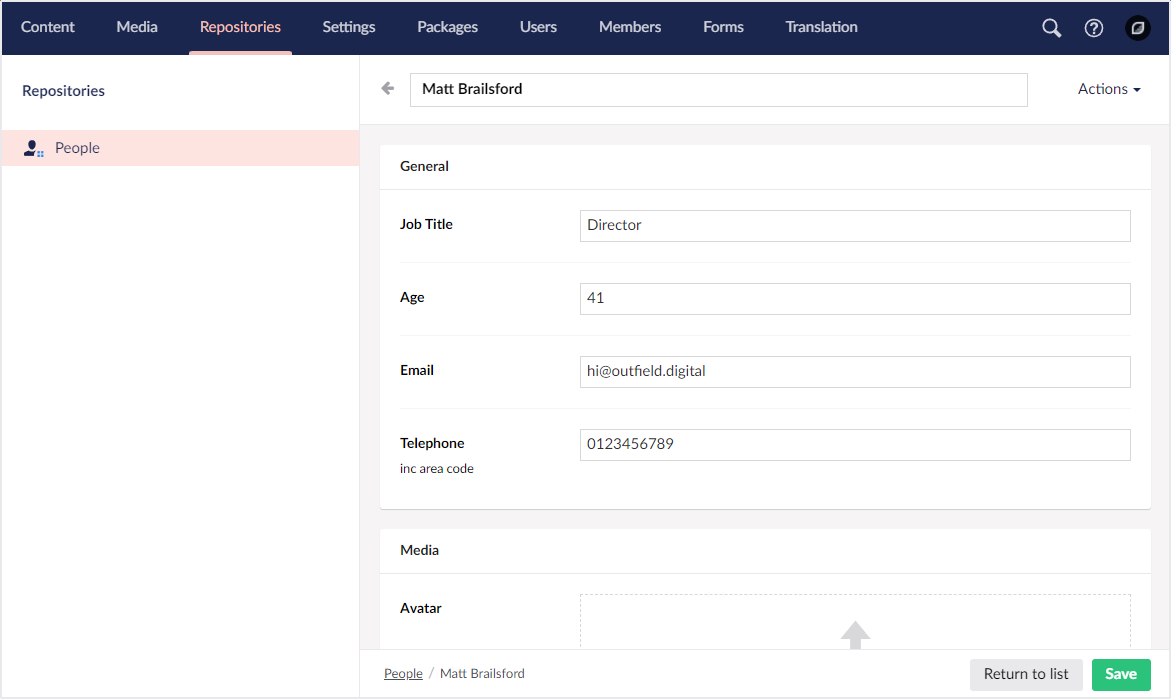 Content Media Repositories Settings Packages Users Members Forms Translation
Repositories
People
Matt Brailsford
Actions
General
Job Title
Director
Age
41
Email
hi@outfield.digital
Telephone
0123456789
inc area code
Media
Avatar
People / Matt Brailsford
Return to list
Save